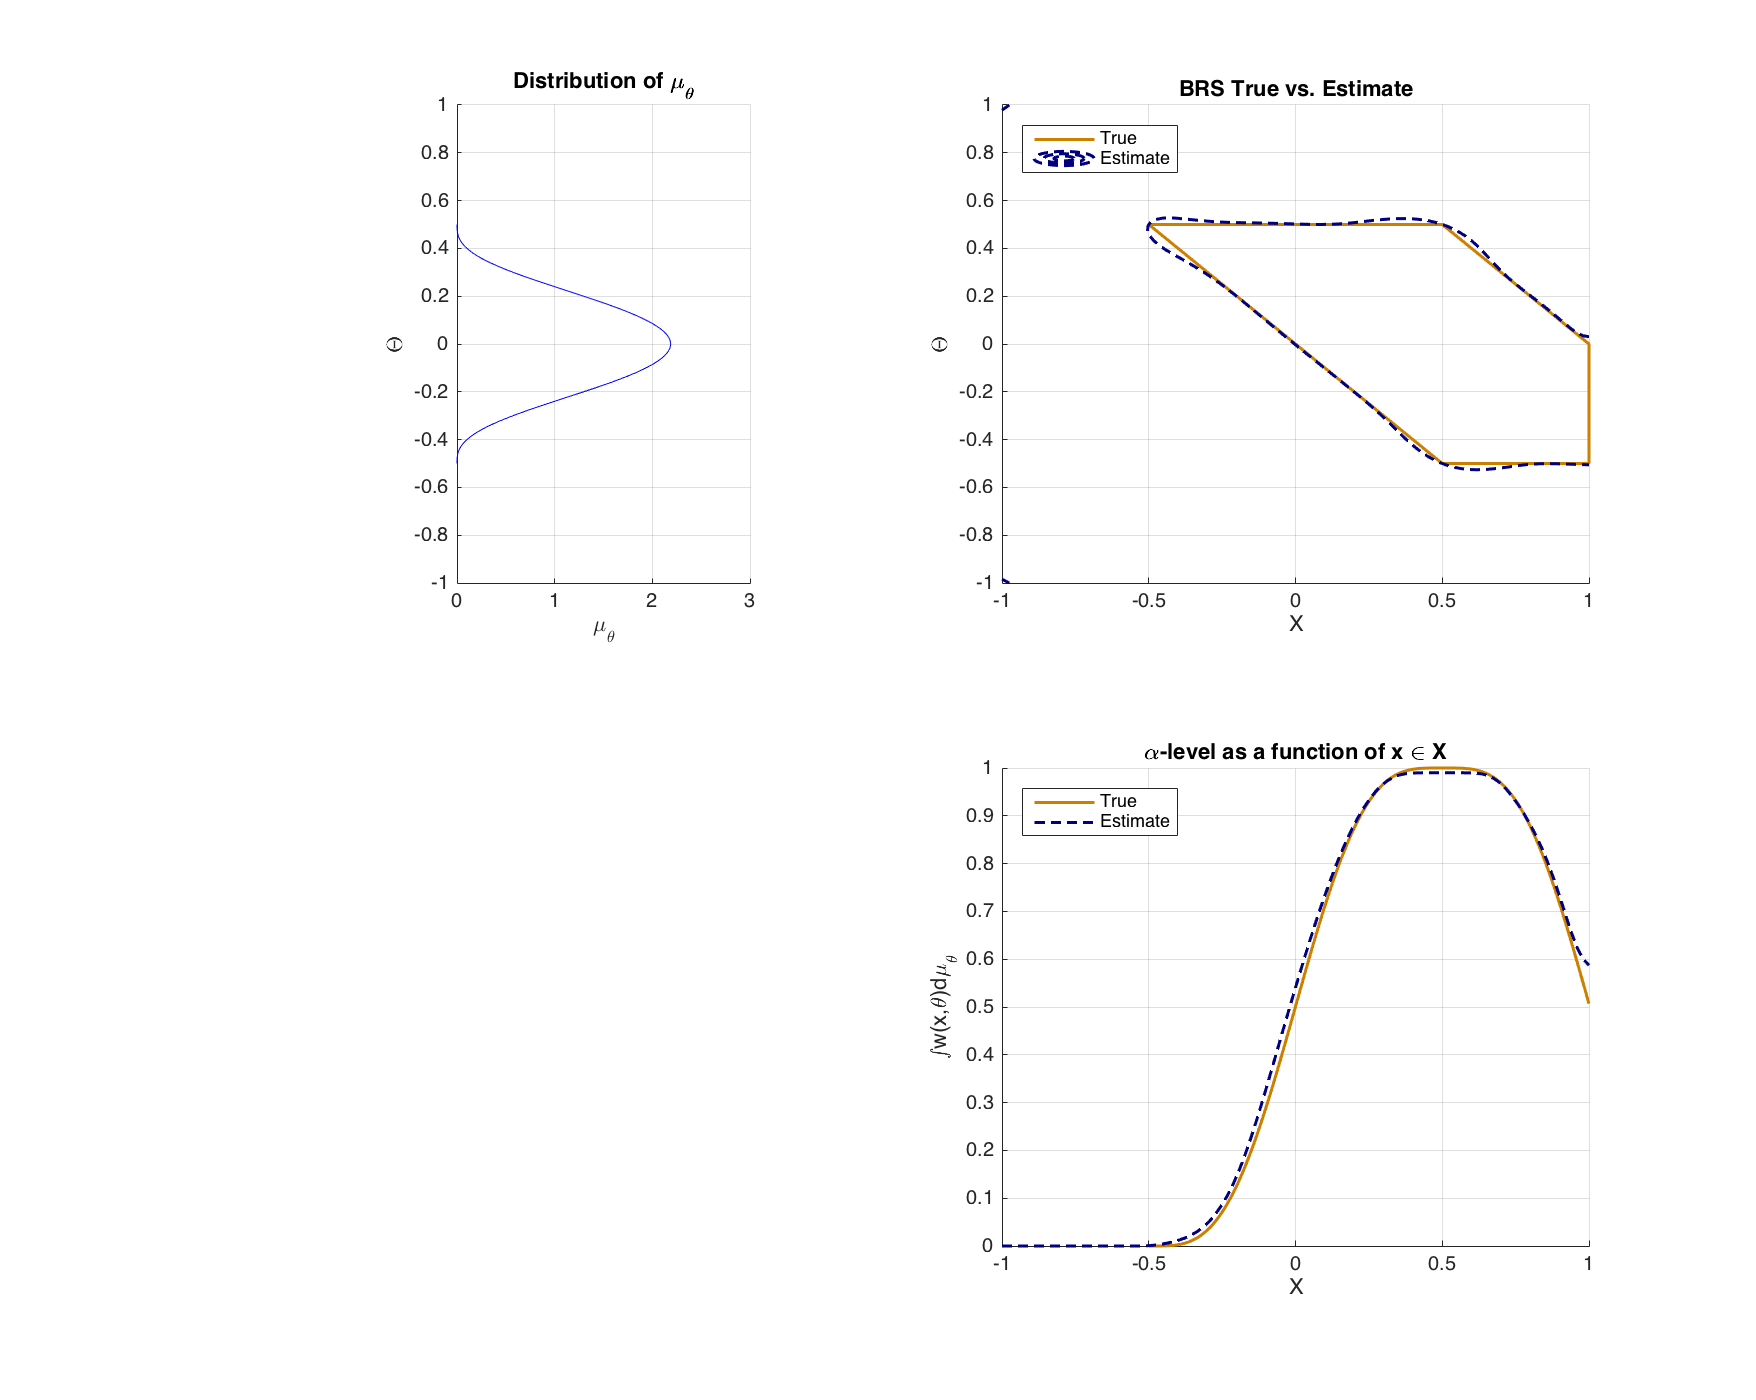 Distribution of μ_θ
1
0.8
0.6
0.4
0.2
0
-0.2
-0.4
-0.6
-0.8
-1
Θ
0 1 2 3
μ_θ
BRS True vs. Estimate
True
Estimate
1
0.8
0.6
0.4
0.2
0
-0.2
-0.4
-0.6
-0.8
-1
Θ
-1 -0.5 0 0.5 1
X
α-level as a function of x ∈ X
True
Estimate
1
0.9
0.8
0.7
0.6
0.5
0.4
0.3
0.2
0.1
0
∫w(x,θ)dμ_θ
-1 -0.5 0 0.5 1
X